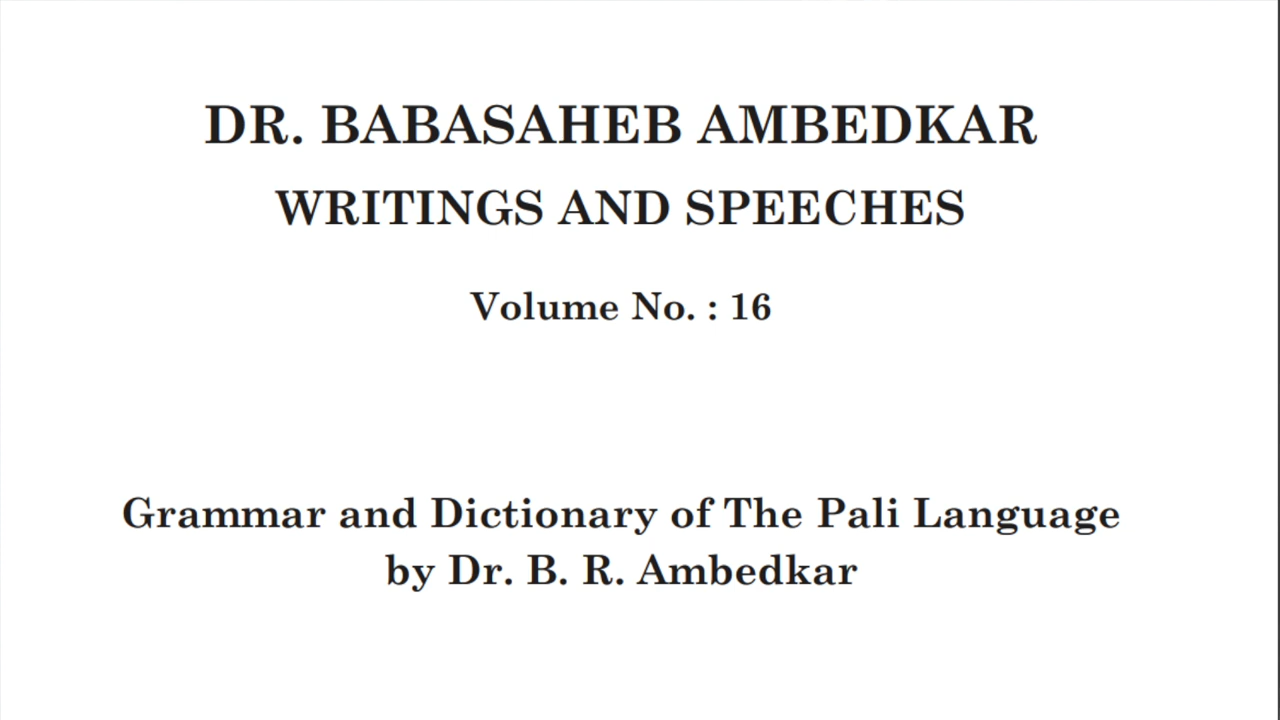 DR. BABASAHEB AMBEDKAR
WRITINGS AND SPEECHES
Volume No. : 16
Grammar and Dictionary of The Pali Language
by Dr. B. R. Ambedkar